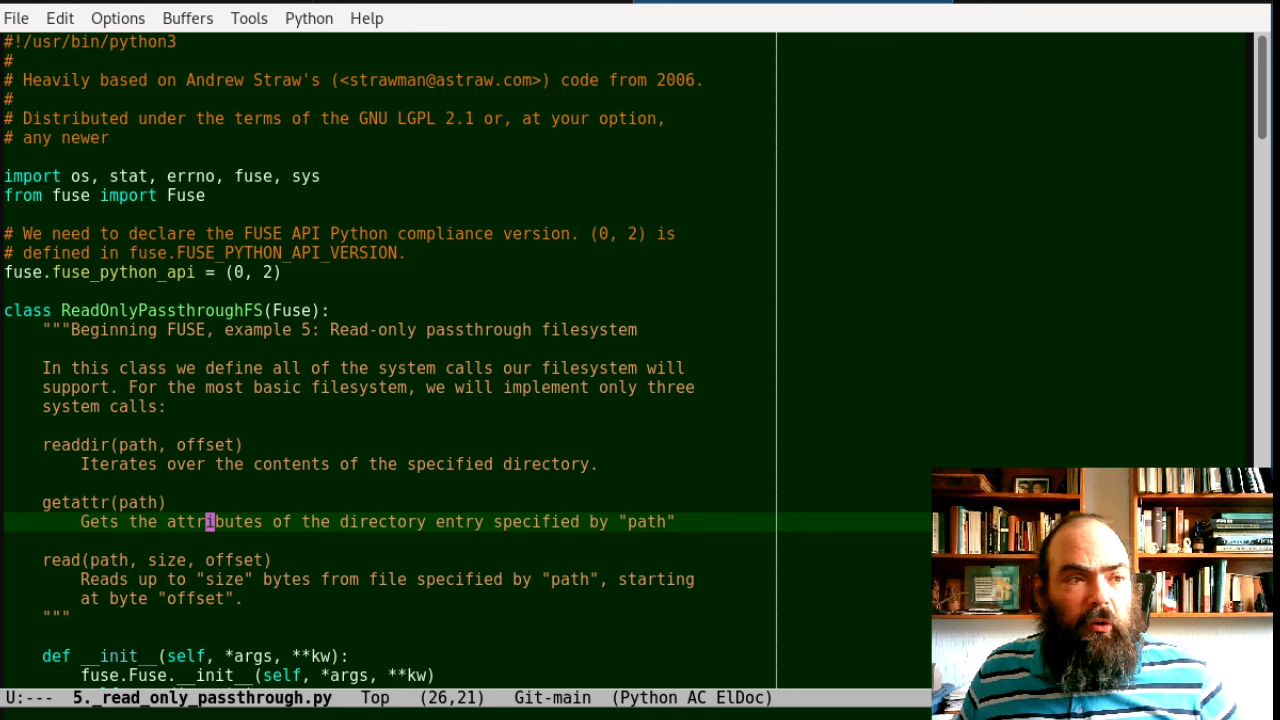 File Edit Options Buffers Tools Python Help
#!/usr/bin/python3
#
# Heavily based on Andrew Straw's (<strawman@astraw.com>) code from 2006.
#
# Distributed under the terms of the GNU LGPL 2.1 or, at your option,
# any newer
import os, stat, errno, fuse, sys
from fuse import Fuse
# We need to declare the FUSE API Python compliance version. (0, 2) is
# defined in fuse.FUSE_PYTHON_API_VERSION.
fuse.fuse_python_api = (0, 2)
class ReadOnlyPassthroughFS(Fuse):
"""Beginning FUSE, example 5: Read-only passthrough filesystem
In this class we define all of the system calls our filesystem will
support. For the most basic filesystem, we will implement only three
system calls:
readdir(path, offset)
Iterates over the contents of the specified directory.
getattr(path)
Gets the attributes of the directory entry specified by "path"
read(path, size, offset)
Reads up to "size" bytes from file specified by "path", starting
at byte "offset".
"""
def __init__(self, *args, **kw):
fuse.Fuse.__init__(self, *args, **kw)
U:--- 5._read_only_passthrough.py Top (26,21) Git-main (Python AC ElDoc)